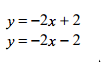 y = −2x + 2
y = −2x − 2
.